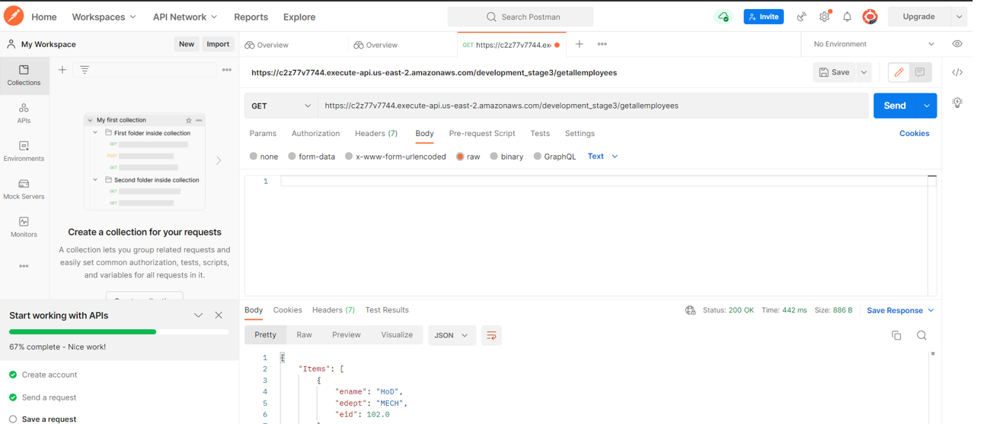 Home Workspaces API Network Reports Explore Search Postman Invite Upgrade
My Workspace New Import Overview Overview GET https://c2z77v7744.exe No Environment
Collections
APIs
Environments
Mock Servers
Monitors
My first collection
First folder inside collection
GET
POST
GET
Second folder inside collection
GET
GET
Create a collection for your requests
A collection lets you group related requests and
easily set common authorization, tests, scripts,
and variables for all requests in it.
Start working with APIs
67% complete - Nice work!
Create account
Send a request
Save a request
https://c2z77v7744.execute-api.us-east-2.amazonaws.com/development_stage3/getallemployees Save
GET https://c2z77v7744.execute-api.us-east-2.amazonaws.com/development_stage3/getallemployees Send
Params Authorization Headers (7) Body Pre-request Script Tests Settings Cookies
none form-data x-www-form-urlencoded raw binary GraphQL Text
1
Body Cookies Headers (7) Test Results Status: 200 OK Time: 442 ms Size: 886 B Save Response
Pretty Raw Preview Visualize JSON
1 {
2 "Items": [
3 {
4 "ename": "HoD",
5 "edept": "MECH",
6 "eid": 102.0